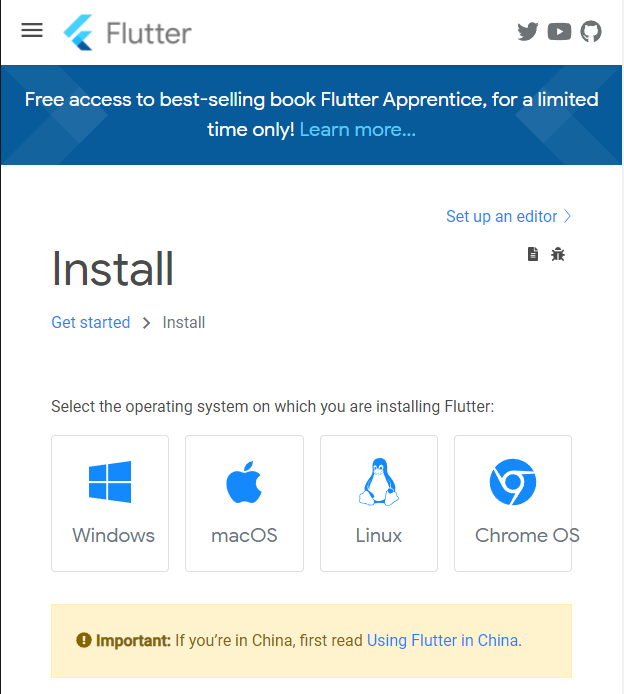 Flutter
Free access to best-selling book Flutter Apprentice, for a limited
time only! Learn more...
Set up an editor
Install
Get started
Install
Select the operating system on which you are installing Flutter:
Windows
macOS
Linux
Chrome OS
Important: If you’re in China, first read Using Flutter in China.